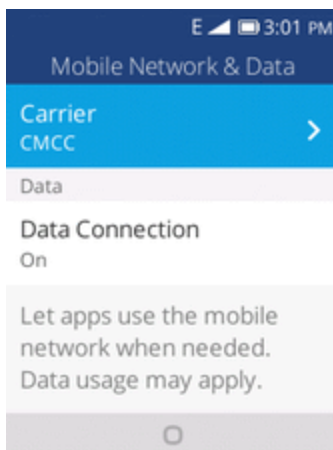 E 3:01 PM
Mobile Network & Data
Carrier
CMCC
Data
Data Connection
On
Let apps use the mobile
network when needed.
Data usage may apply.